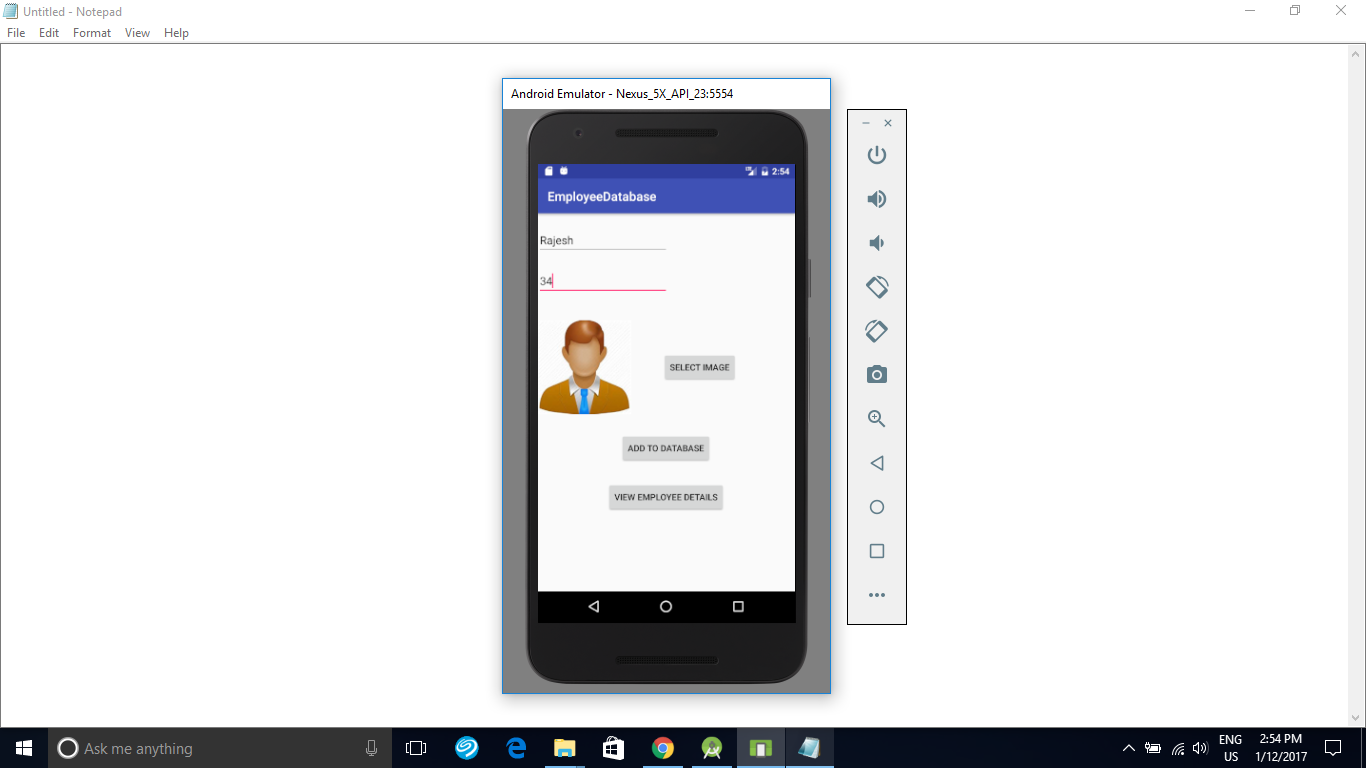 Untitled - Notepad
File Edit Format View Help
Android Emulator - Nexus_5X_API_23:5554
2:54
EmployeeDatabase
Rajesh
34
SELECT IMAGE
ADD TO DATABASE
VIEW EMPLOYEE DETAILS
Ask me anything
ENG
US
2:54 PM
1/12/2017